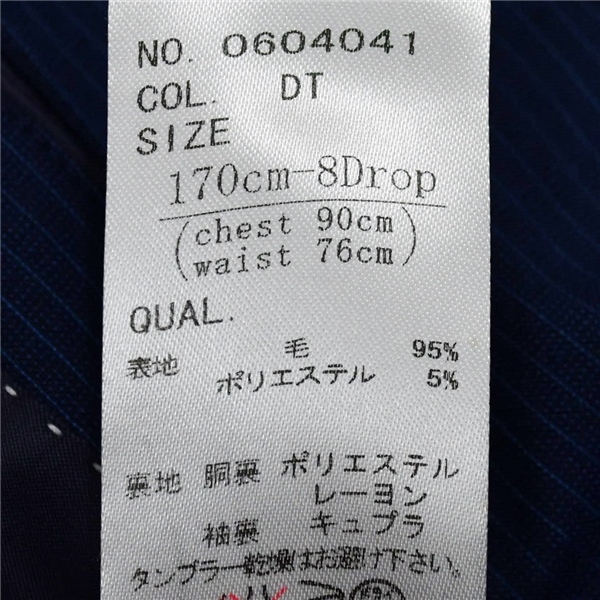 NO. 0604041
COL. DT
SIZE
170cm-8Drop
(chest 90cm
waist 76cm)
QUAL.
表地 毛 95%
ポリエステル 5%
裏地 胴裏 ポリエステル
レーヨン
袖裏 キュプラ
タンブラー乾燥はお避け下さい。